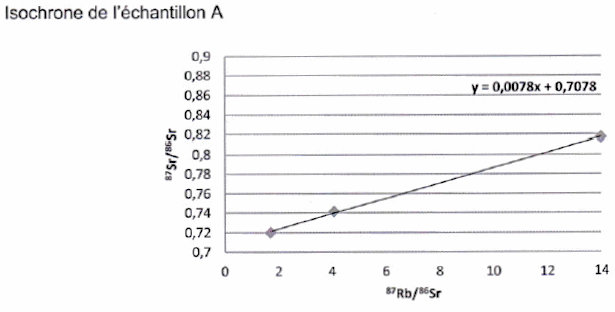 Isochrone de l'échantillon A
0,9
0,88
0,86
0,84
0,82
0,8
0,78
0,76
0,74
0,72
0,7
y = 0,0078x + 0,7078
⁸⁷Sr/⁸⁶Sr
0 2 4 6 8 10 12 14
⁸⁷Rb/⁸⁶Sr